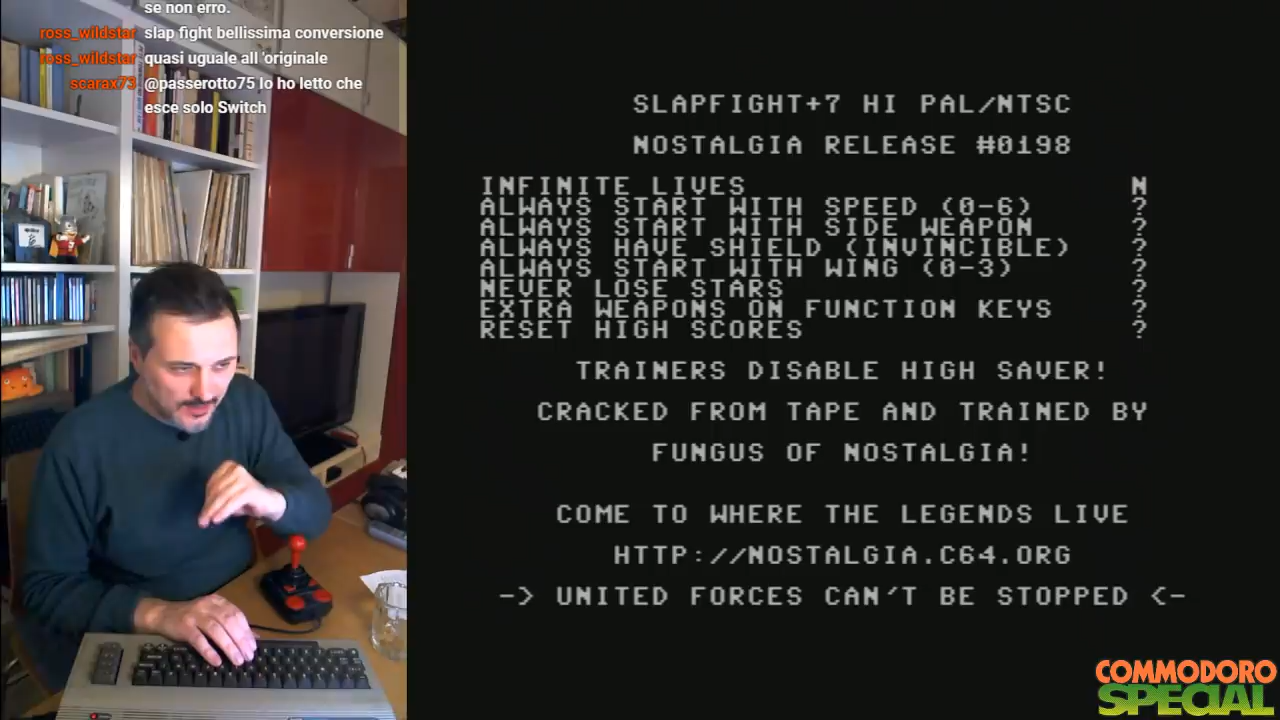 se non erro.
ross_wildstar slap fight bellissima conversione
ross_wildstar quasi uguale all 'originale
scarax73 @passerotto75 Io ho letto che
esce solo Switch
SLAPFIGHT+7 HI PAL/NTSC
NOSTALGIA RELEASE #0198
INFINITE LIVES N
ALWAYS START WITH SPEED (0-6) ?
ALWAYS START WITH SIDE WEAPON ?
ALWAYS HAVE SHIELD (INVINCIBLE) ?
ALWAYS START WITH WING (0-3) ?
NEVER LOSE STARS ?
EXTRA WEAPONS ON FUNCTION KEYS ?
RESET HIGH SCORES ?
TRAINERS DISABLE HIGH SAVER!
CRACKED FROM TAPE AND TRAINED BY
FUNGUS OF NOSTALGIA!
COME TO WHERE THE LEGENDS LIVE
HTTP://NOSTALGIA.C64.ORG
-> UNITED FORCES CAN'T BE STOPPED <-
COMMODORO
SPECIAL